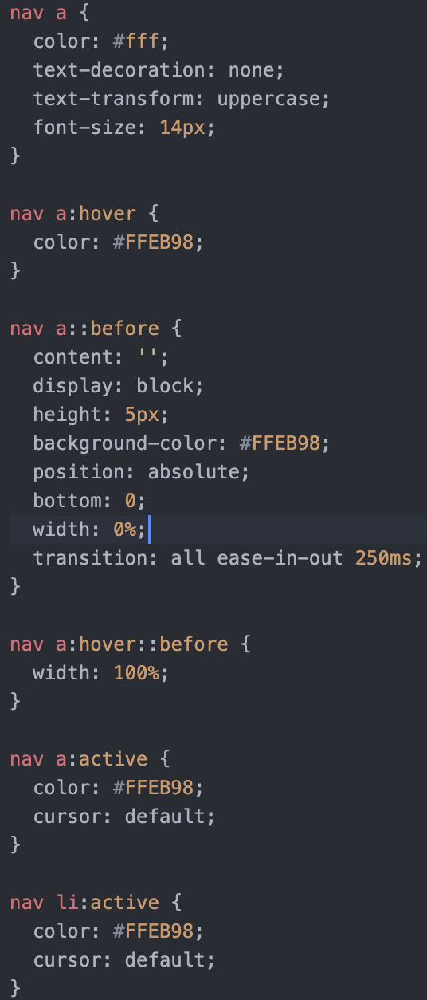 nav a {
  color: #fff;
  text-decoration: none;
  text-transform: uppercase;
  font-size: 14px;
}

nav a:hover {
  color: #FFEB98;
}

nav a::before {
  content: '';
  display: block;
  height: 5px;
  background-color: #FFEB98;
  position: absolute;
  bottom: 0;
  width: 0%;
  transition: all ease-in-out 250ms;
}

nav a:hover::before {
  width: 100%;
}

nav a:active {
  color: #FFEB98;
  cursor: default;
}

nav li:active {
  color: #FFEB98;
  cursor: default;
}